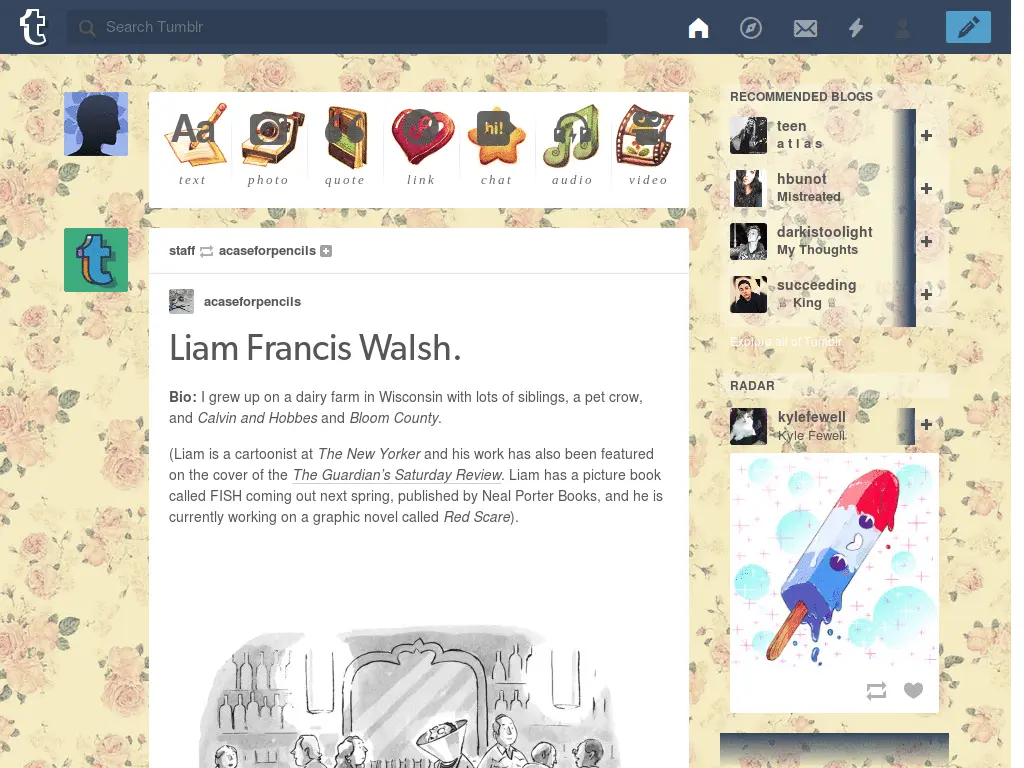 Search Tumblr
Aa
hi!
text photo quote link chat audio video
staff acaseforpencils
acaseforpencils
Liam Francis Walsh.
Bio: I grew up on a dairy farm in Wisconsin with lots of siblings, a pet crow,
and Calvin and Hobbes and Bloom County.
(Liam is a cartoonist at The New Yorker and his work has also been featured
on the cover of the The Guardian’s Saturday Review. Liam has a picture book
called FISH coming out next spring, published by Neal Porter Books, and he is
currently working on a graphic novel called Red Scare).
RECOMMENDED BLOGS
teen
a t l a s
hbunot
Mistreated
darkistoolight
My Thoughts
succeeding
♕ King ♕
Explore all of Tumblr
RADAR
kylefewell
Kyle Fewell